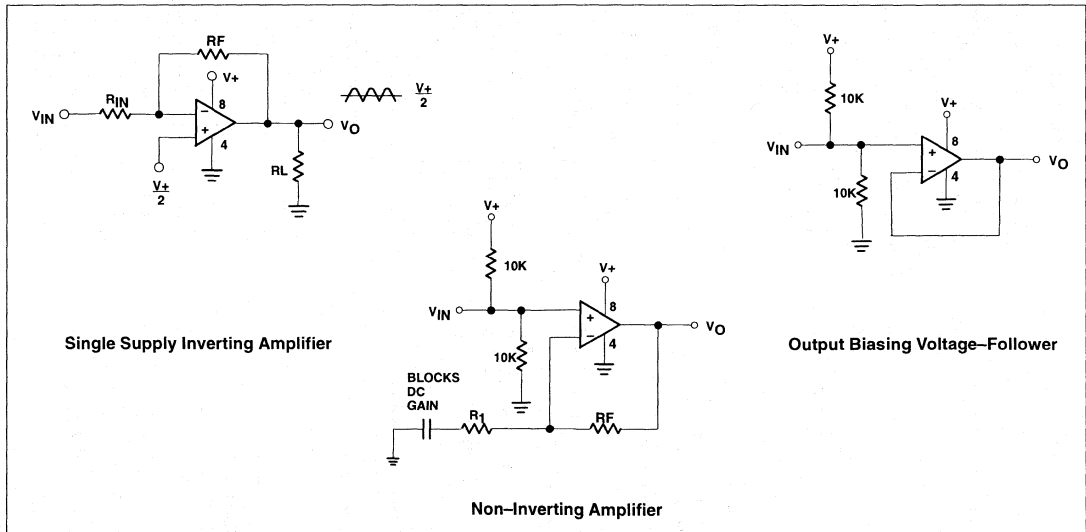 RF
V+
8
RIN
VIN
−
+
4
VO
RL
V+
2
V+
2
Single Supply Inverting Amplifier
V+
10K
V+
8
VIN
+
−
4
VO
10K
BLOCKS
DC
GAIN
R1
RF
Non–Inverting Amplifier
V+
10K
V+
8
VIN
+
−
4
VO
10K
Output Biasing Voltage–Follower